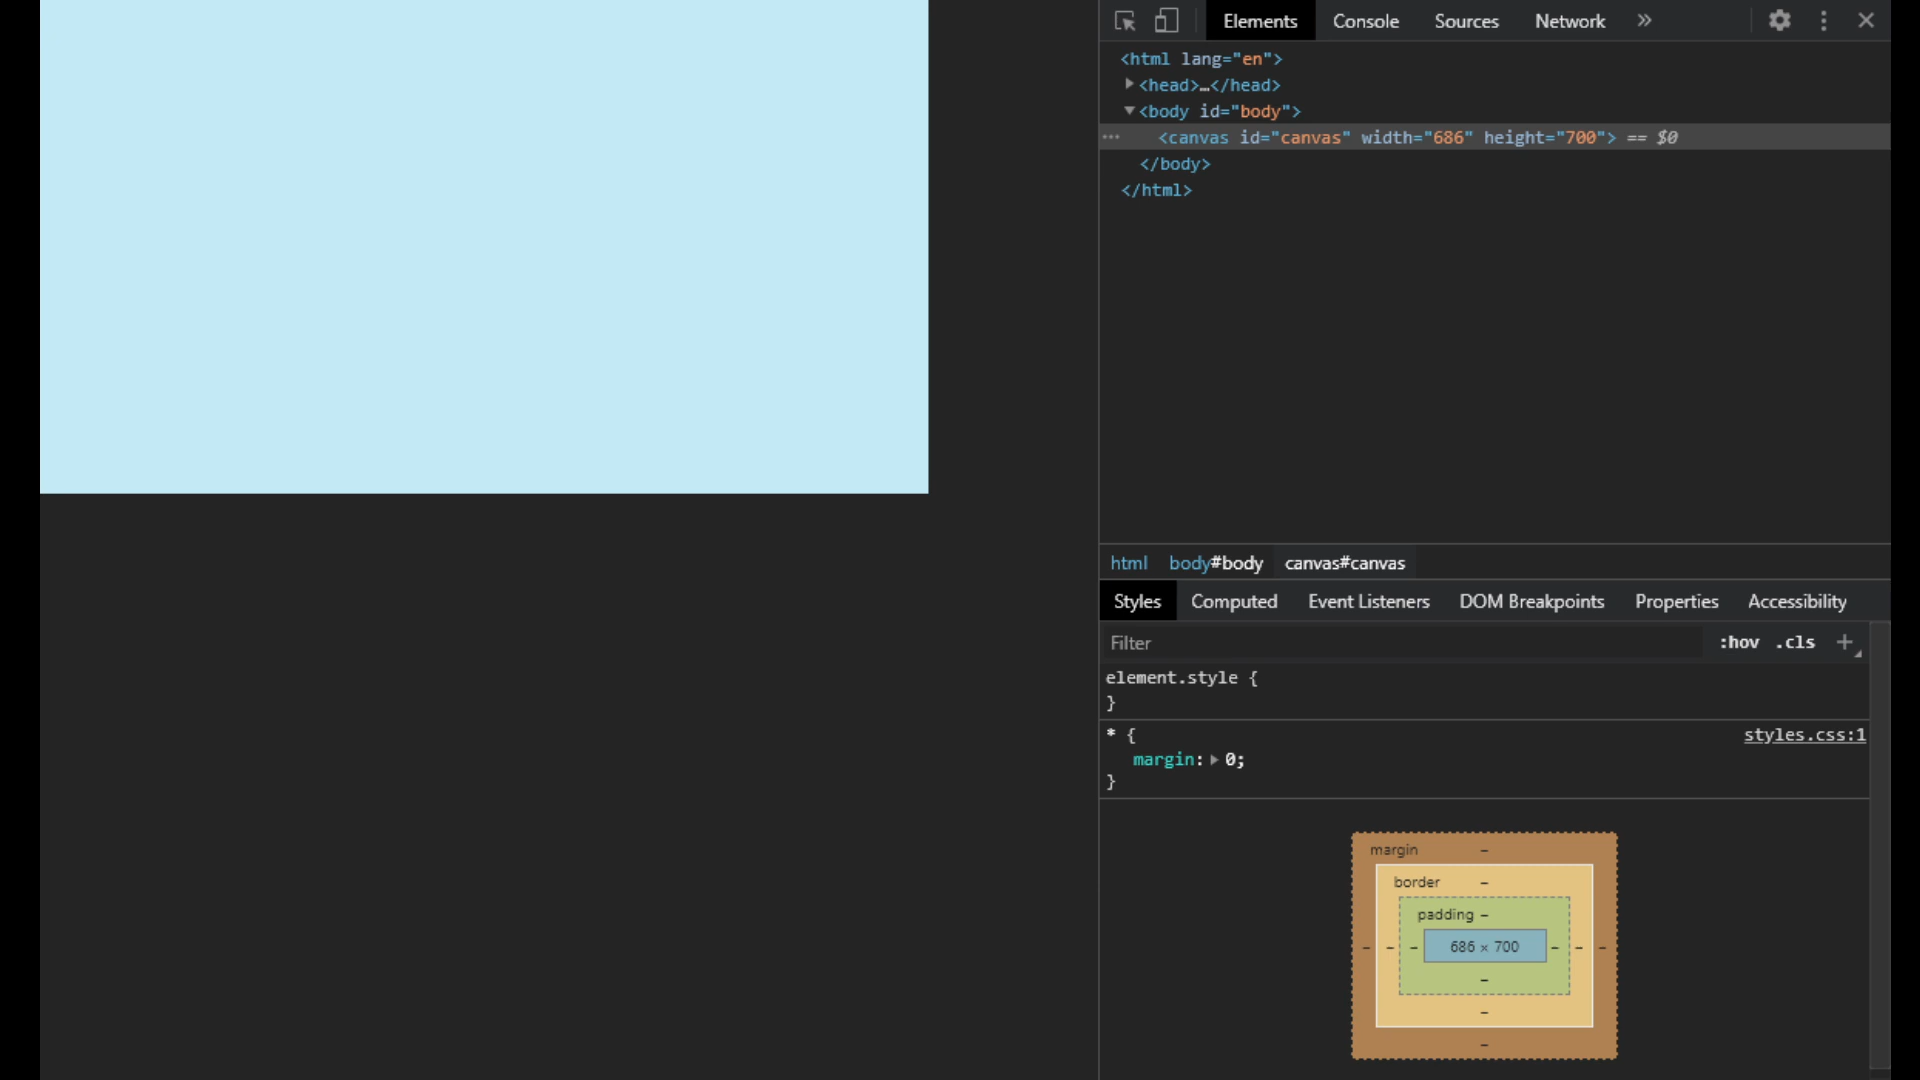 Elements Console Sources Network »
<html lang="en">
<head>…</head>
<body id="body">
<canvas id="canvas" width="686" height="700"> == $0
</body>
</html>
html body#body canvas#canvas
Styles Computed Event Listeners DOM Breakpoints Properties Accessibility
Filter :hov .cls +
element.style {
}
* { styles.css:1
margin: 0;
}
margin –
border –
padding –
– – – 686 × 700 – – –
–
–
–